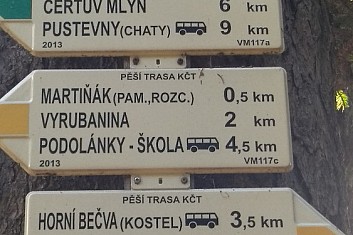 ČERTŮV MLÝN 6 km
PUSTEVNY (CHATY) 9 km
2013 VM117a
PĚŠÍ TRASA KČT
MARTIŇÁK (PAM.,ROZC.) 0,5 km
VYRUBANINA 2 km
PODOLÁNKY - ŠKOLA 4,5 km
2013 VM117c
PĚŠÍ TRASA KČT
HORNÍ BEČVA (KOSTEL) 3,5 km